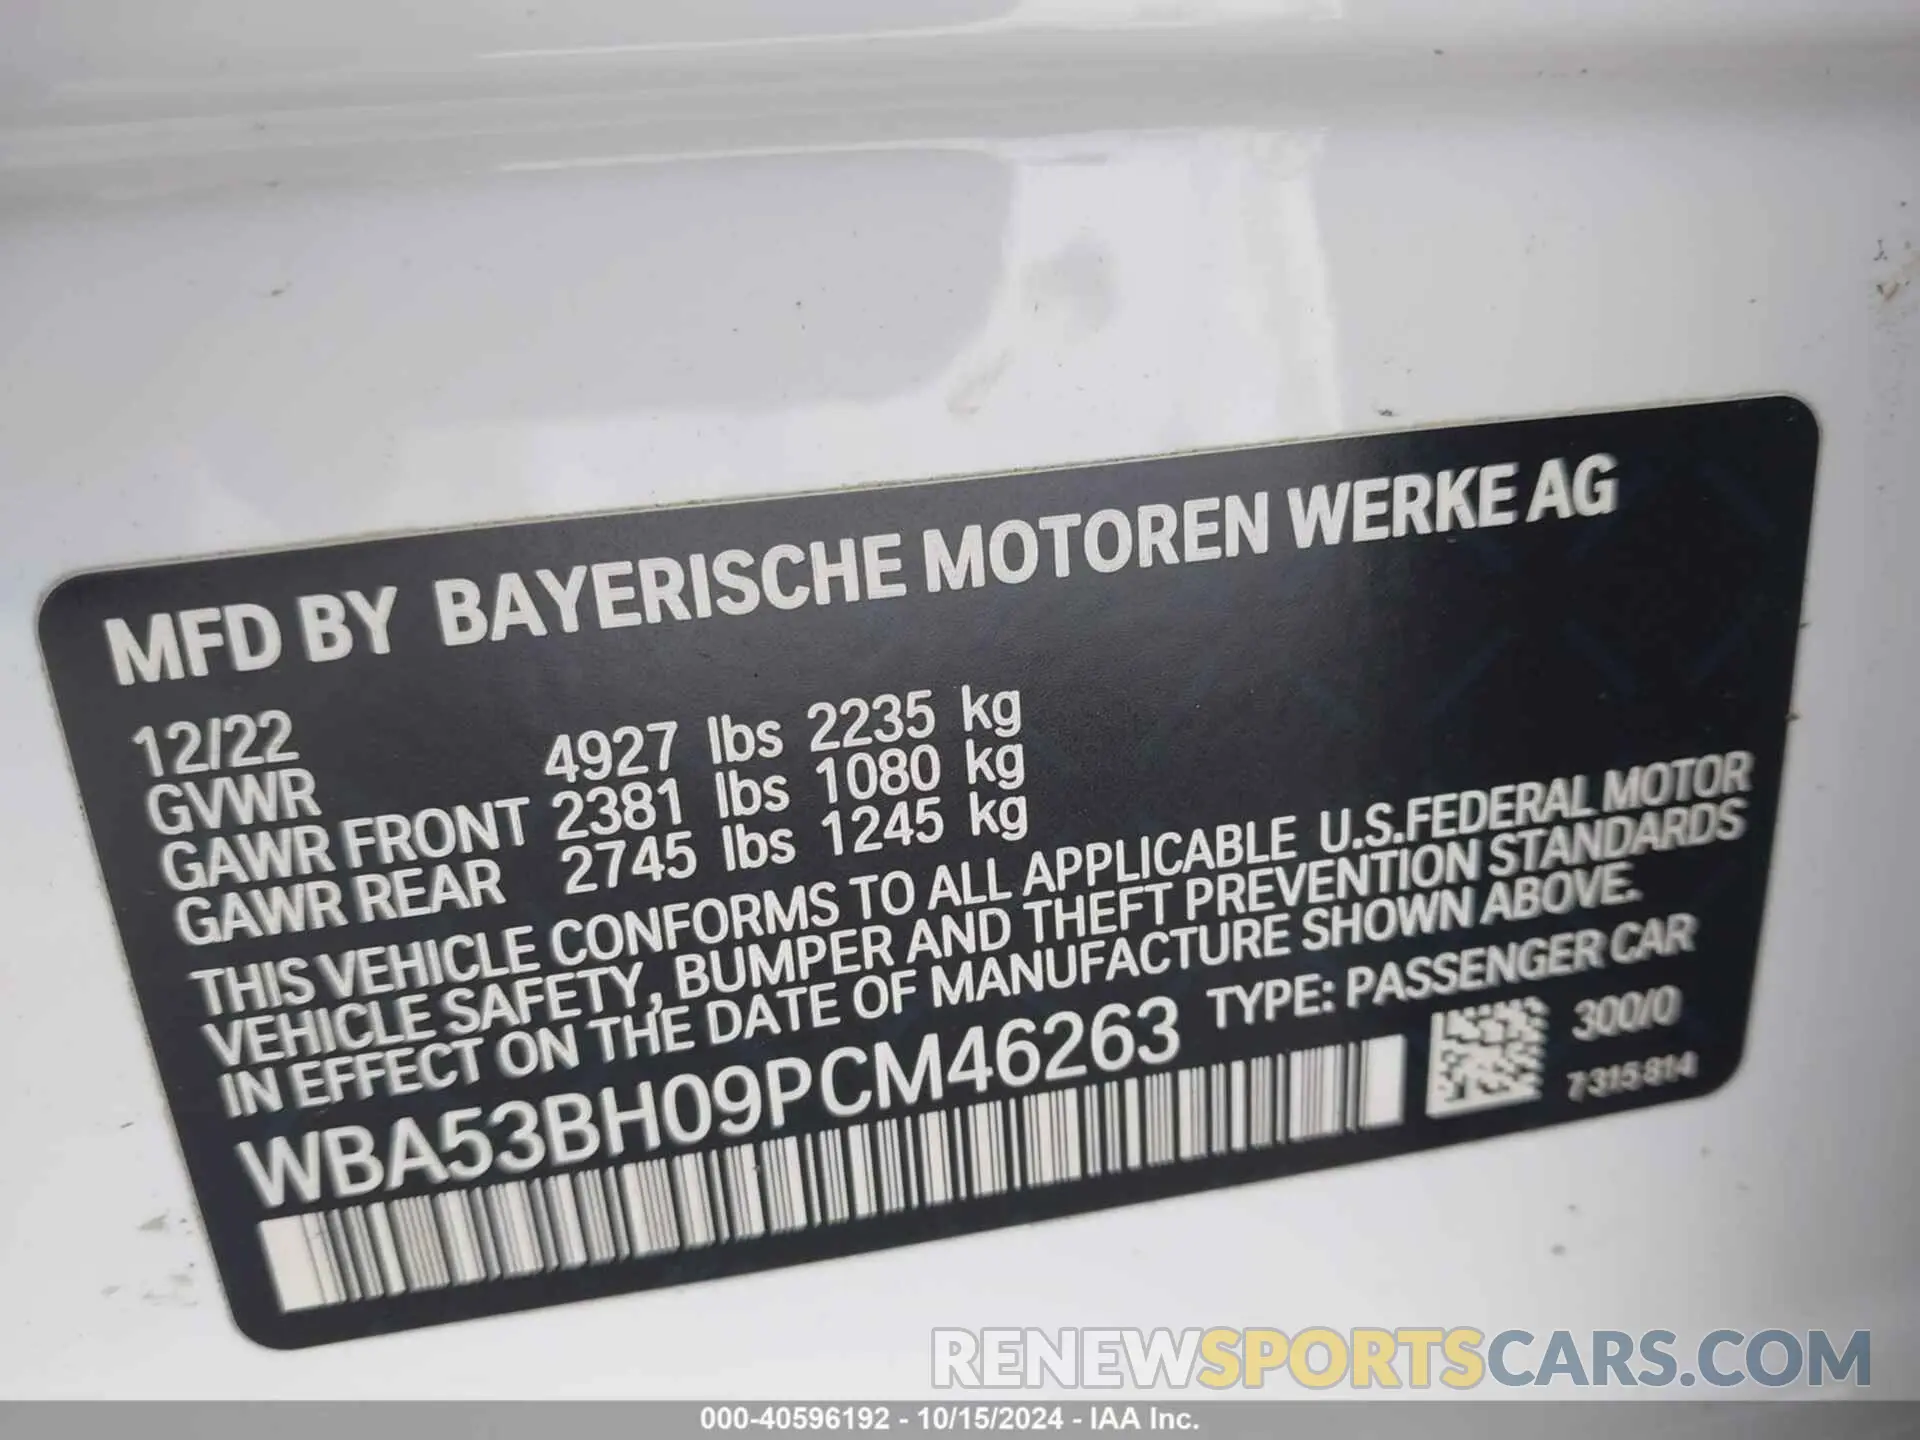 MFD BY BAYERISCHE MOTOREN WERKE AG
12/22
GVWR 4927 lbs 2235 kg
GAWR FRONT 2381 lbs 1080 kg
GAWR REAR 2745 lbs 1245 kg
THIS VEHICLE CONFORMS TO ALL APPLICABLE U.S.FEDERAL MOTOR
VEHICLE SAFETY, BUMPER AND THEFT PREVENTION STANDARDS
IN EFFECT ON THE DATE OF MANUFACTURE SHOWN ABOVE.
WBA53BH09PCM46263 TYPE: PASSENGER CAR
300/0
7 315 814
RENEWSPORTSCARS.COM
000-40596192 - 10/15/2024 - IAA Inc.